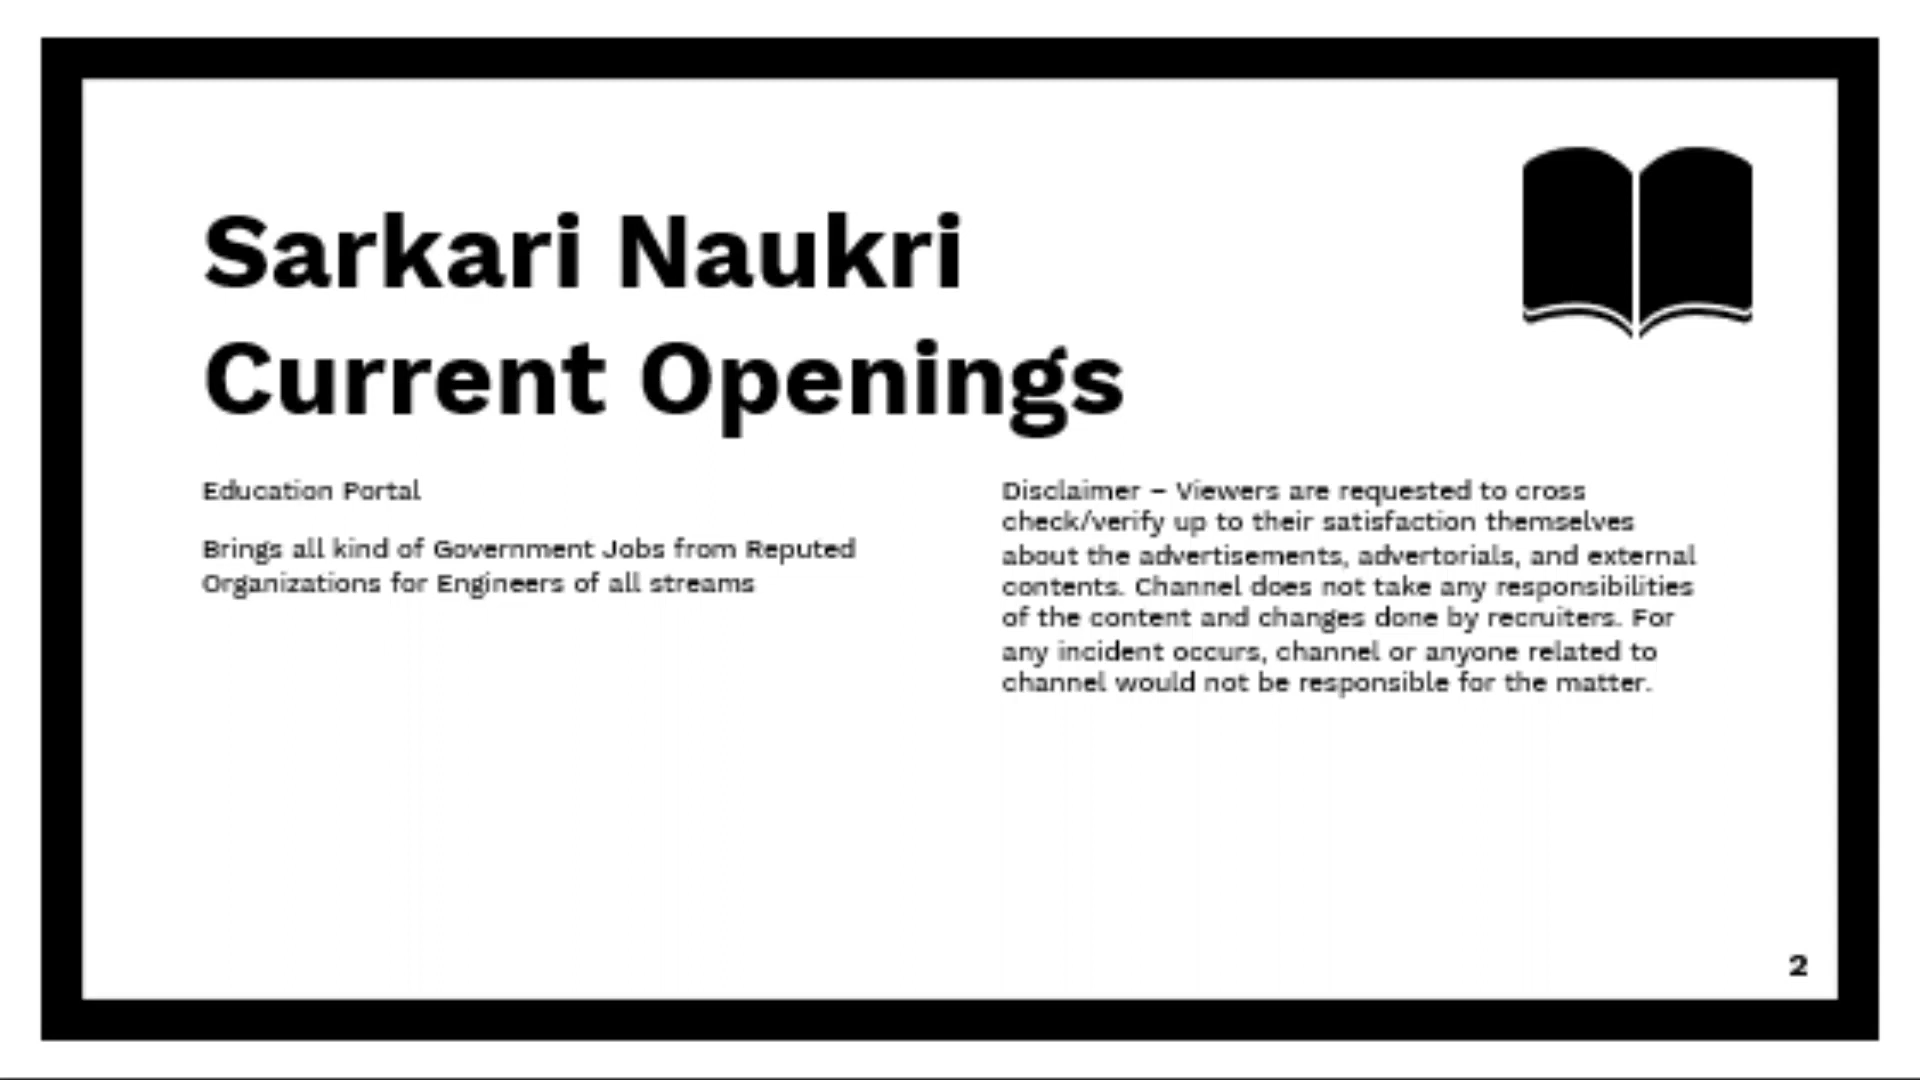 Sarkari Naukri
Current Openings
Education Portal
Brings all kind of Government Jobs from Reputed
Organizations for Engineers of all streams
Disclaimer – Viewers are requested to cross
check/verify up to their satisfaction themselves
about the advertisements, advertorials, and external
contents. Channel does not take any responsibilities
of the content and changes done by recruiters. For
any incident occurs, channel or anyone related to
channel would not be responsible for the matter.
2